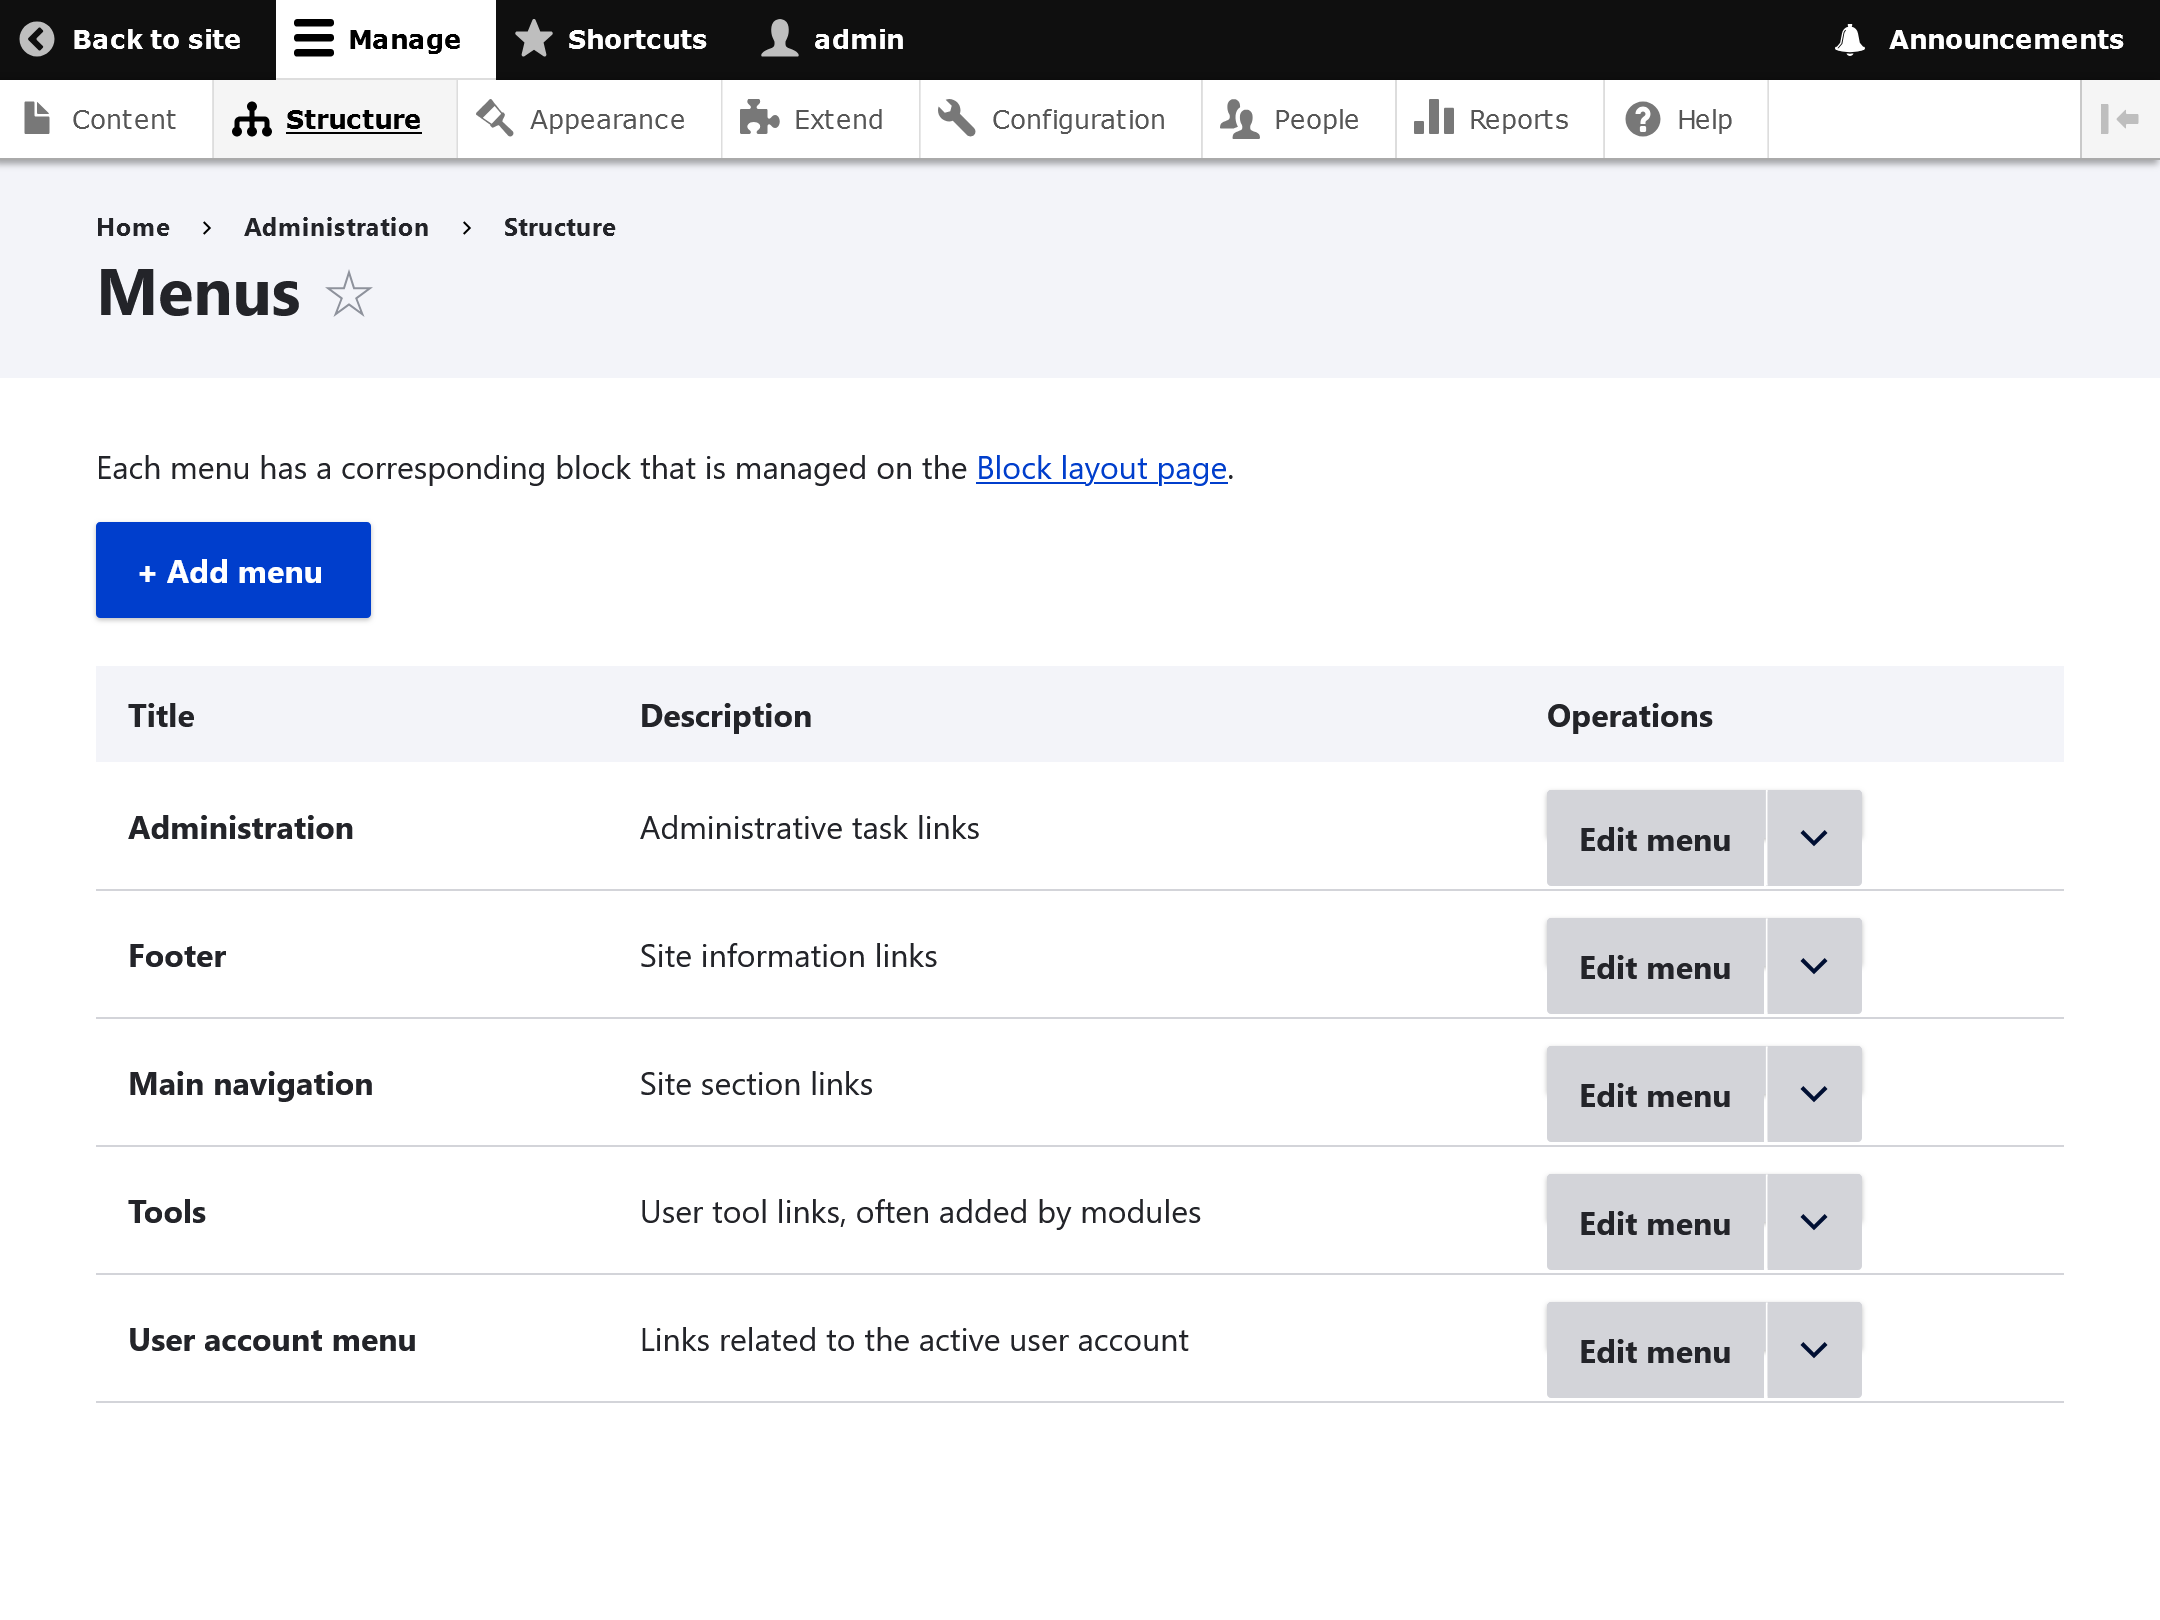 Back to site Manage Shortcuts admin Announcements
Content Structure Appearance Extend Configuration People Reports Help
Home Administration Structure
Menus
Each menu has a corresponding block that is managed on the Block layout page.
+ Add menu
Title Description Operations
Administration Administrative task links Edit menu
Footer Site information links Edit menu
Main navigation Site section links Edit menu
Tools User tool links, often added by modules Edit menu
User account menu Links related to the active user account Edit menu